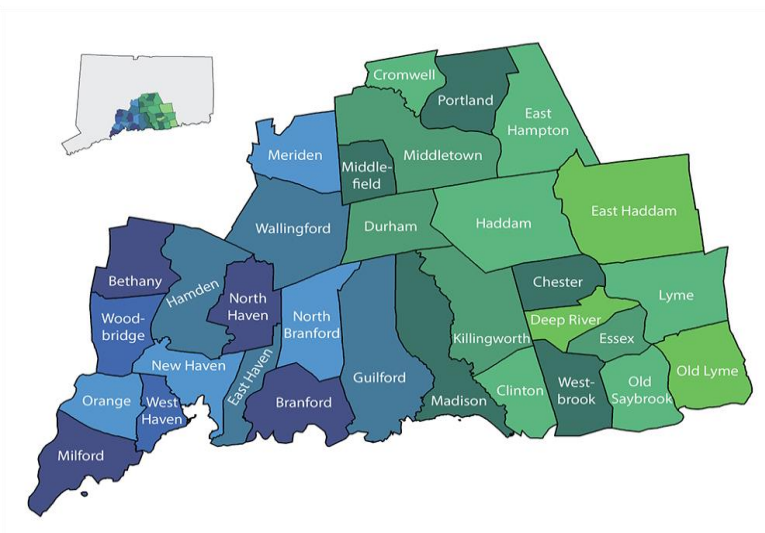 Cromwell
Portland
East
Hampton
Meriden
Middle-
field
Middletown
Wallingford
Durham
Haddam
East Haddam
Bethany
Hamden
North
Haven
Chester
Lyme
Wood-
bridge
North
Branford
Deep River
Killingworth
Essex
New Haven
East Haven
Guilford
Old Lyme
Orange
West
Haven
Branford
Madison
Clinton
West-
brook
Old
Saybrook
Milford